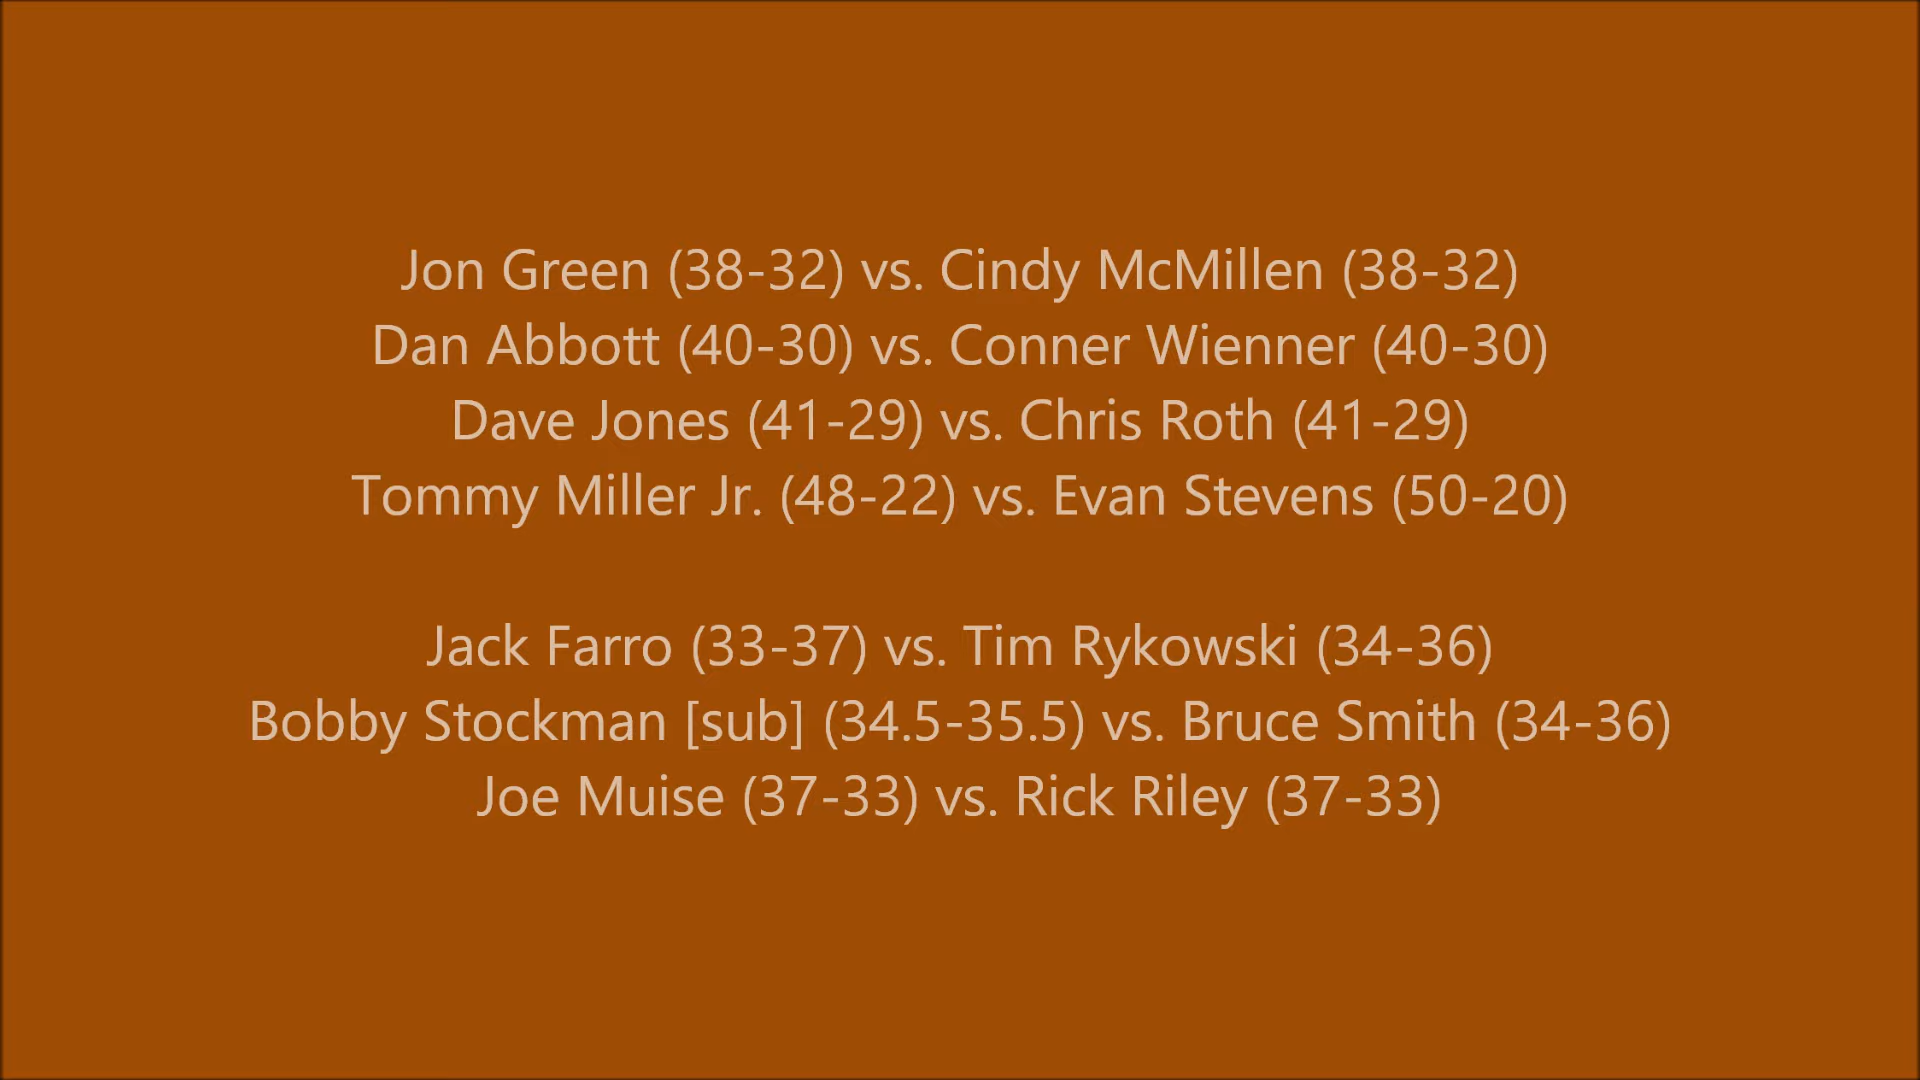 Jon Green (38-32) vs. Cindy McMillen (38-32)
Dan Abbott (40-30) vs. Conner Wienner (40-30)
Dave Jones (41-29) vs. Chris Roth (41-29)
Tommy Miller Jr. (48-22) vs. Evan Stevens (50-20)
Jack Farro (33-37) vs. Tim Rykowski (34-36)
Bobby Stockman [sub] (34.5-35.5) vs. Bruce Smith (34-36)
Joe Muise (37-33) vs. Rick Riley (37-33)